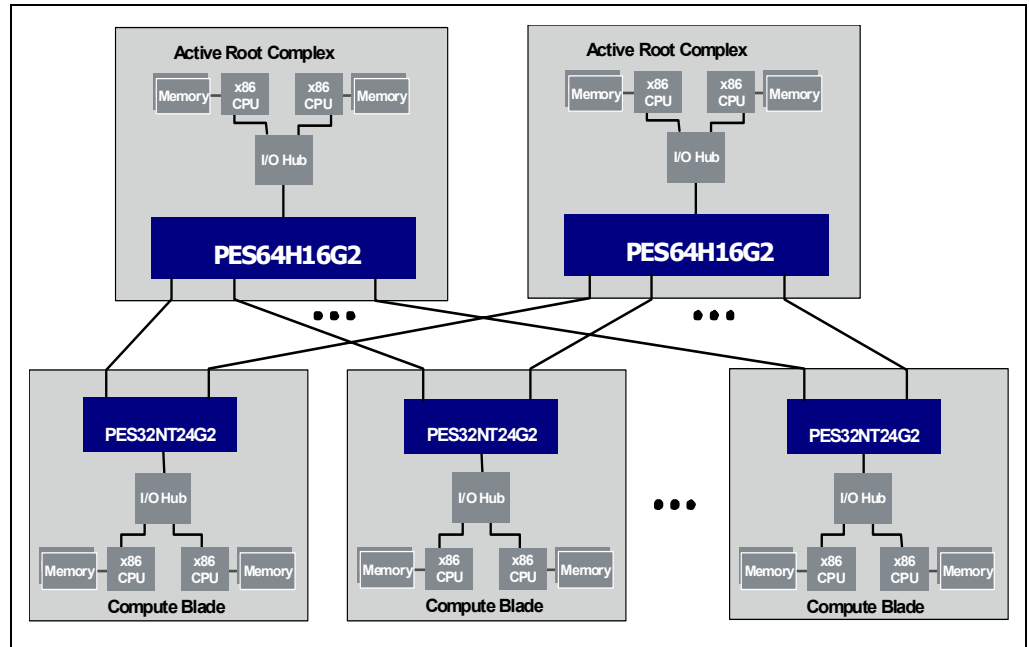 Active Root Complex
Memory
x86
CPU
x86
CPU
Memory
I/O Hub
PES64H16G2
Active Root Complex
Memory
x86
CPU
x86
CPU
Memory
I/O Hub
PES64H16G2
PES32NT24G2
I/O Hub
Memory
x86
CPU
x86
CPU
Memory
Compute Blade
PES32NT24G2
I/O Hub
Memory
x86
CPU
x86
CPU
Memory
Compute Blade
PES32NT24G2
I/O Hub
Memory
x86
CPU
x86
CPU
Memory
Compute Blade